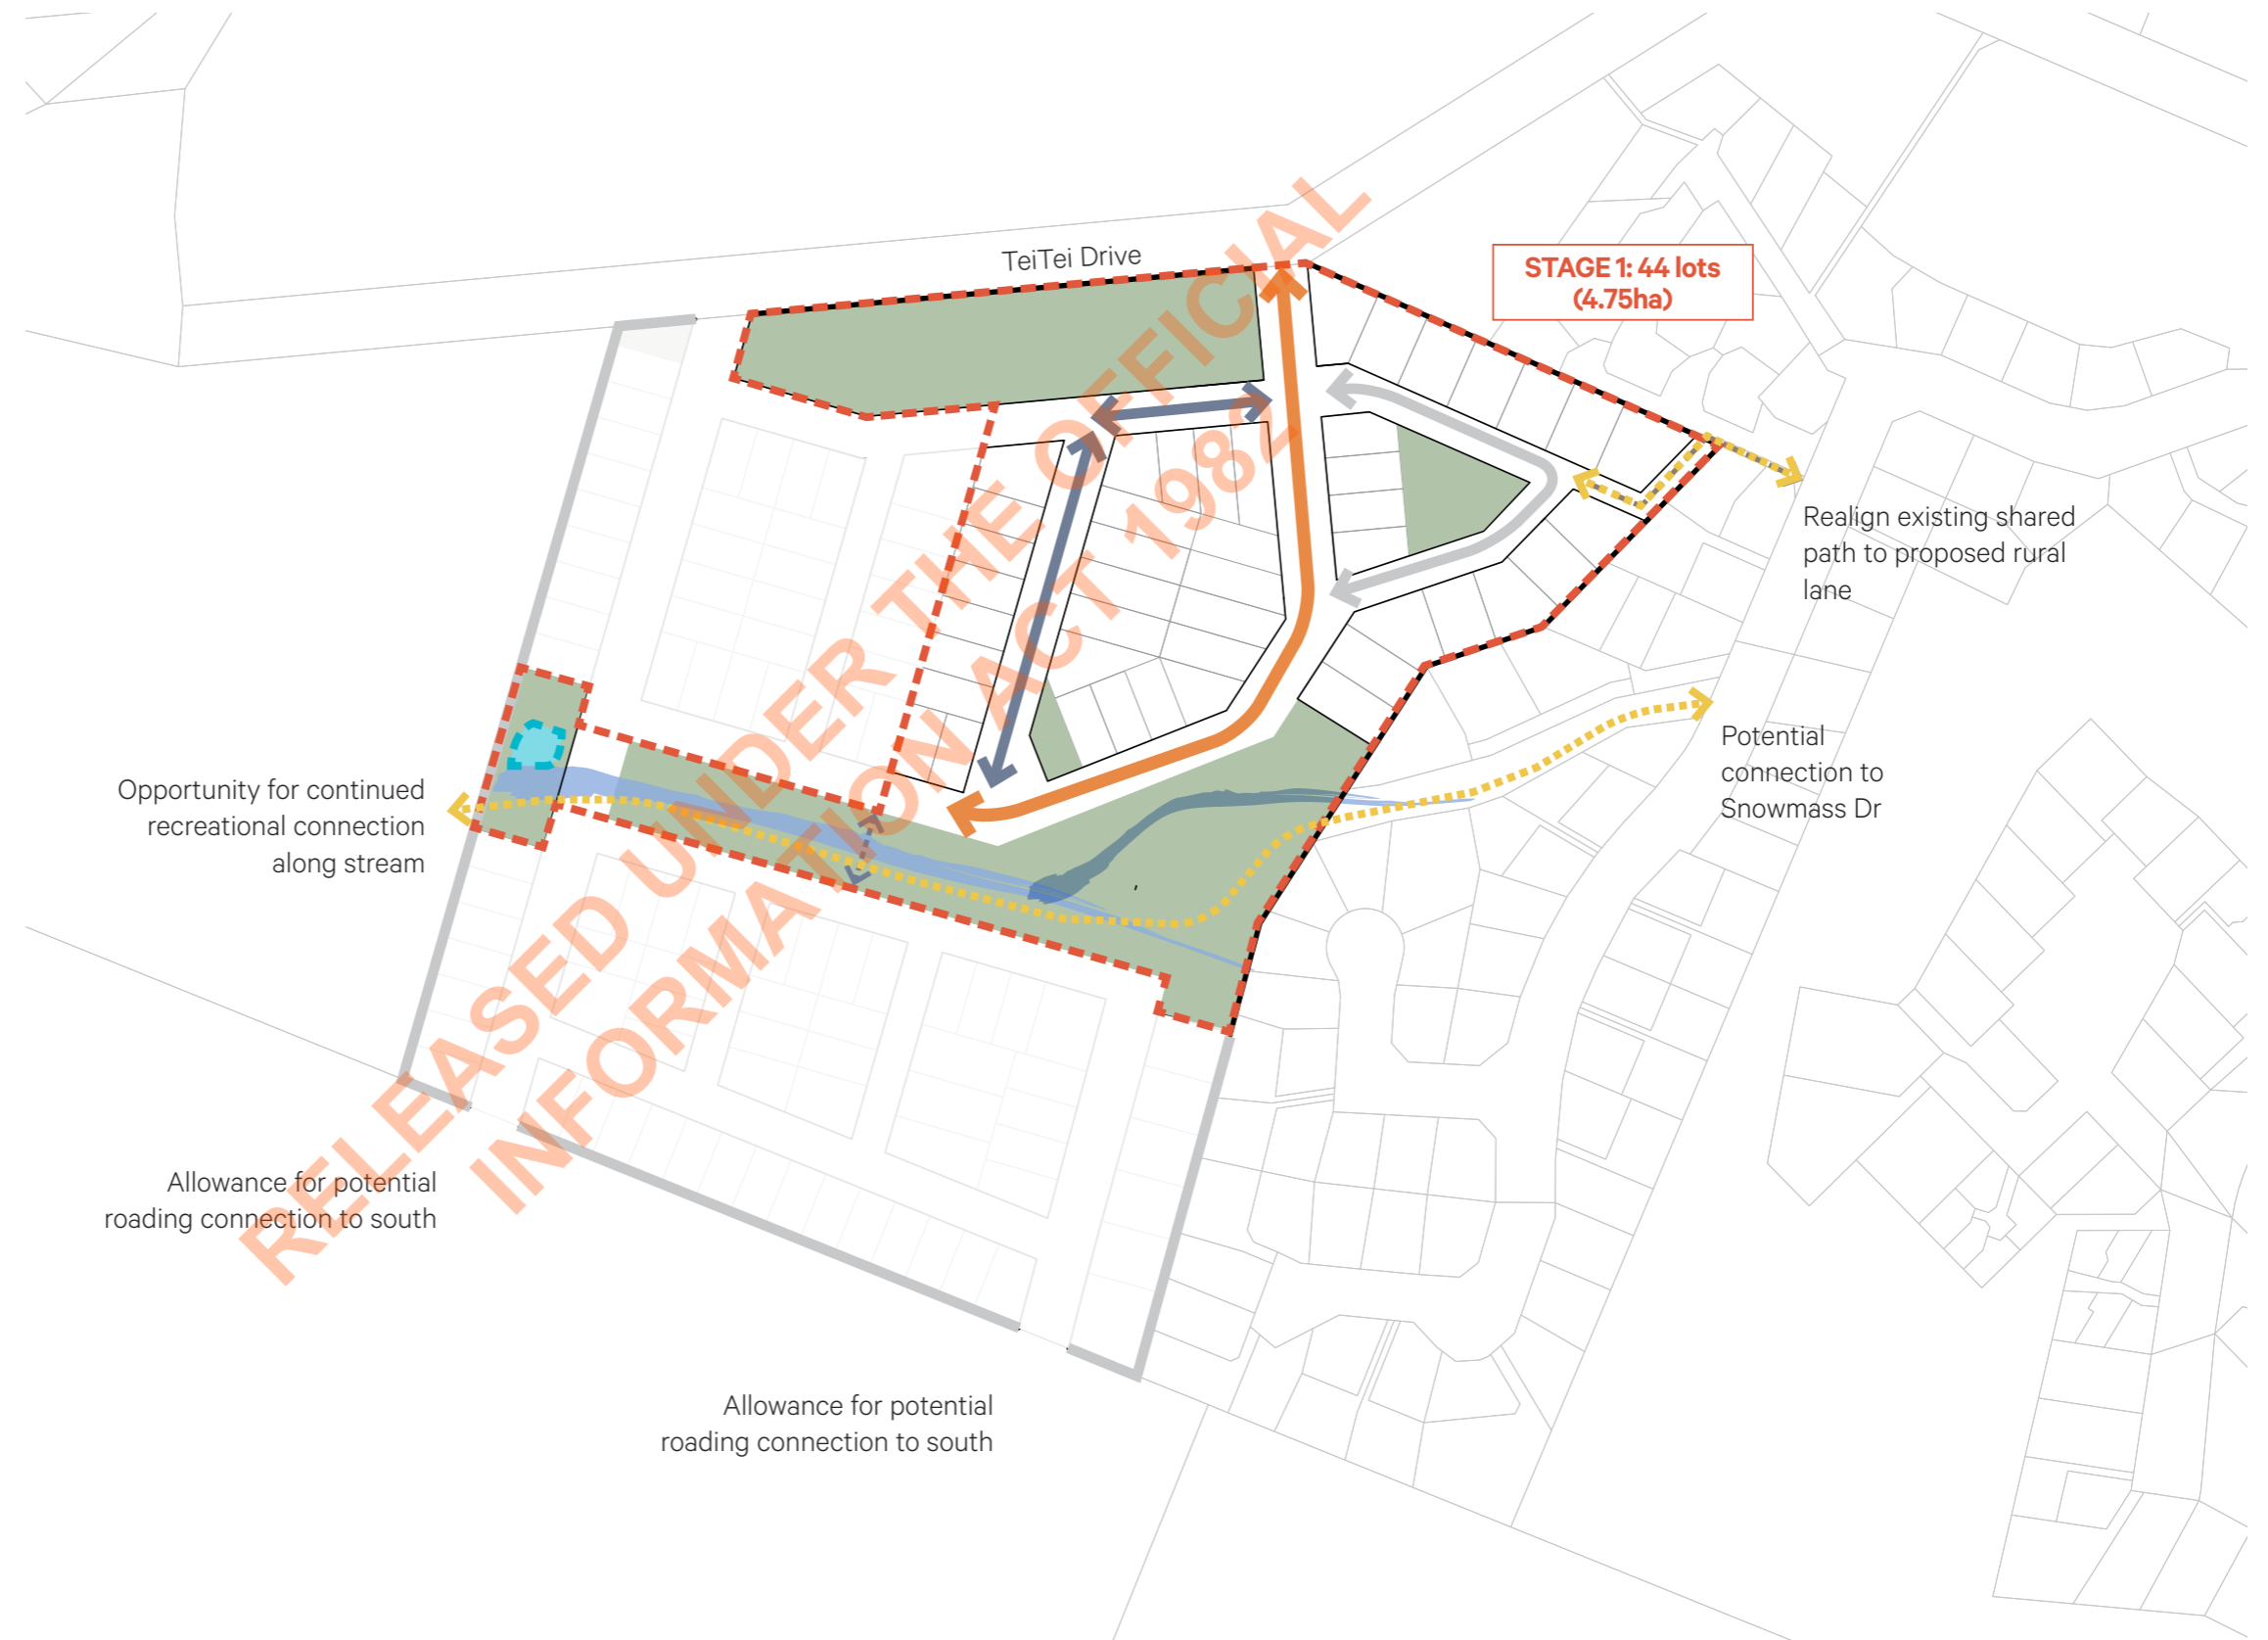 TeiTei Drive
STAGE 1: 44 lots
(4.75ha)
Realign existing shared
path to proposed rural
lane
Potential
connection to
Snowmass Dr
Opportunity for continued
recreational connection
along stream
Allowance for potential
roading connection to south
Allowance for potential
roading connection to south
RELEASED UNDER THE OFFICIAL
INFORMATION ACT 1982